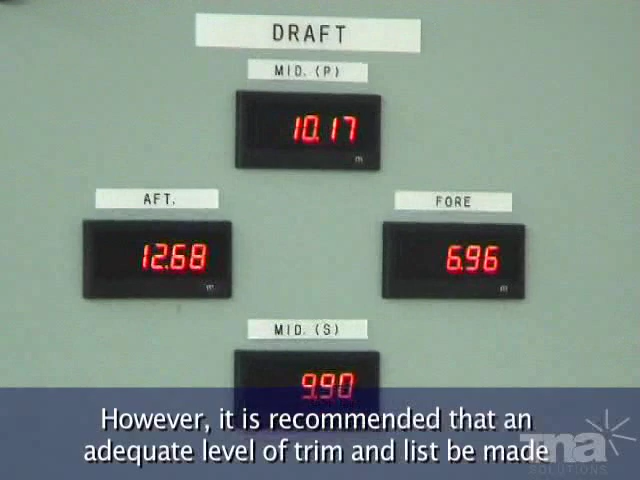 DRAFT
MID. (P)
10.17
m
AFT.
FORE
12.68
6.96
m
m
MID. (S)
9.90
However, it is recommended that an
adequate level of trim and list be made
ina
SOLUTIONS